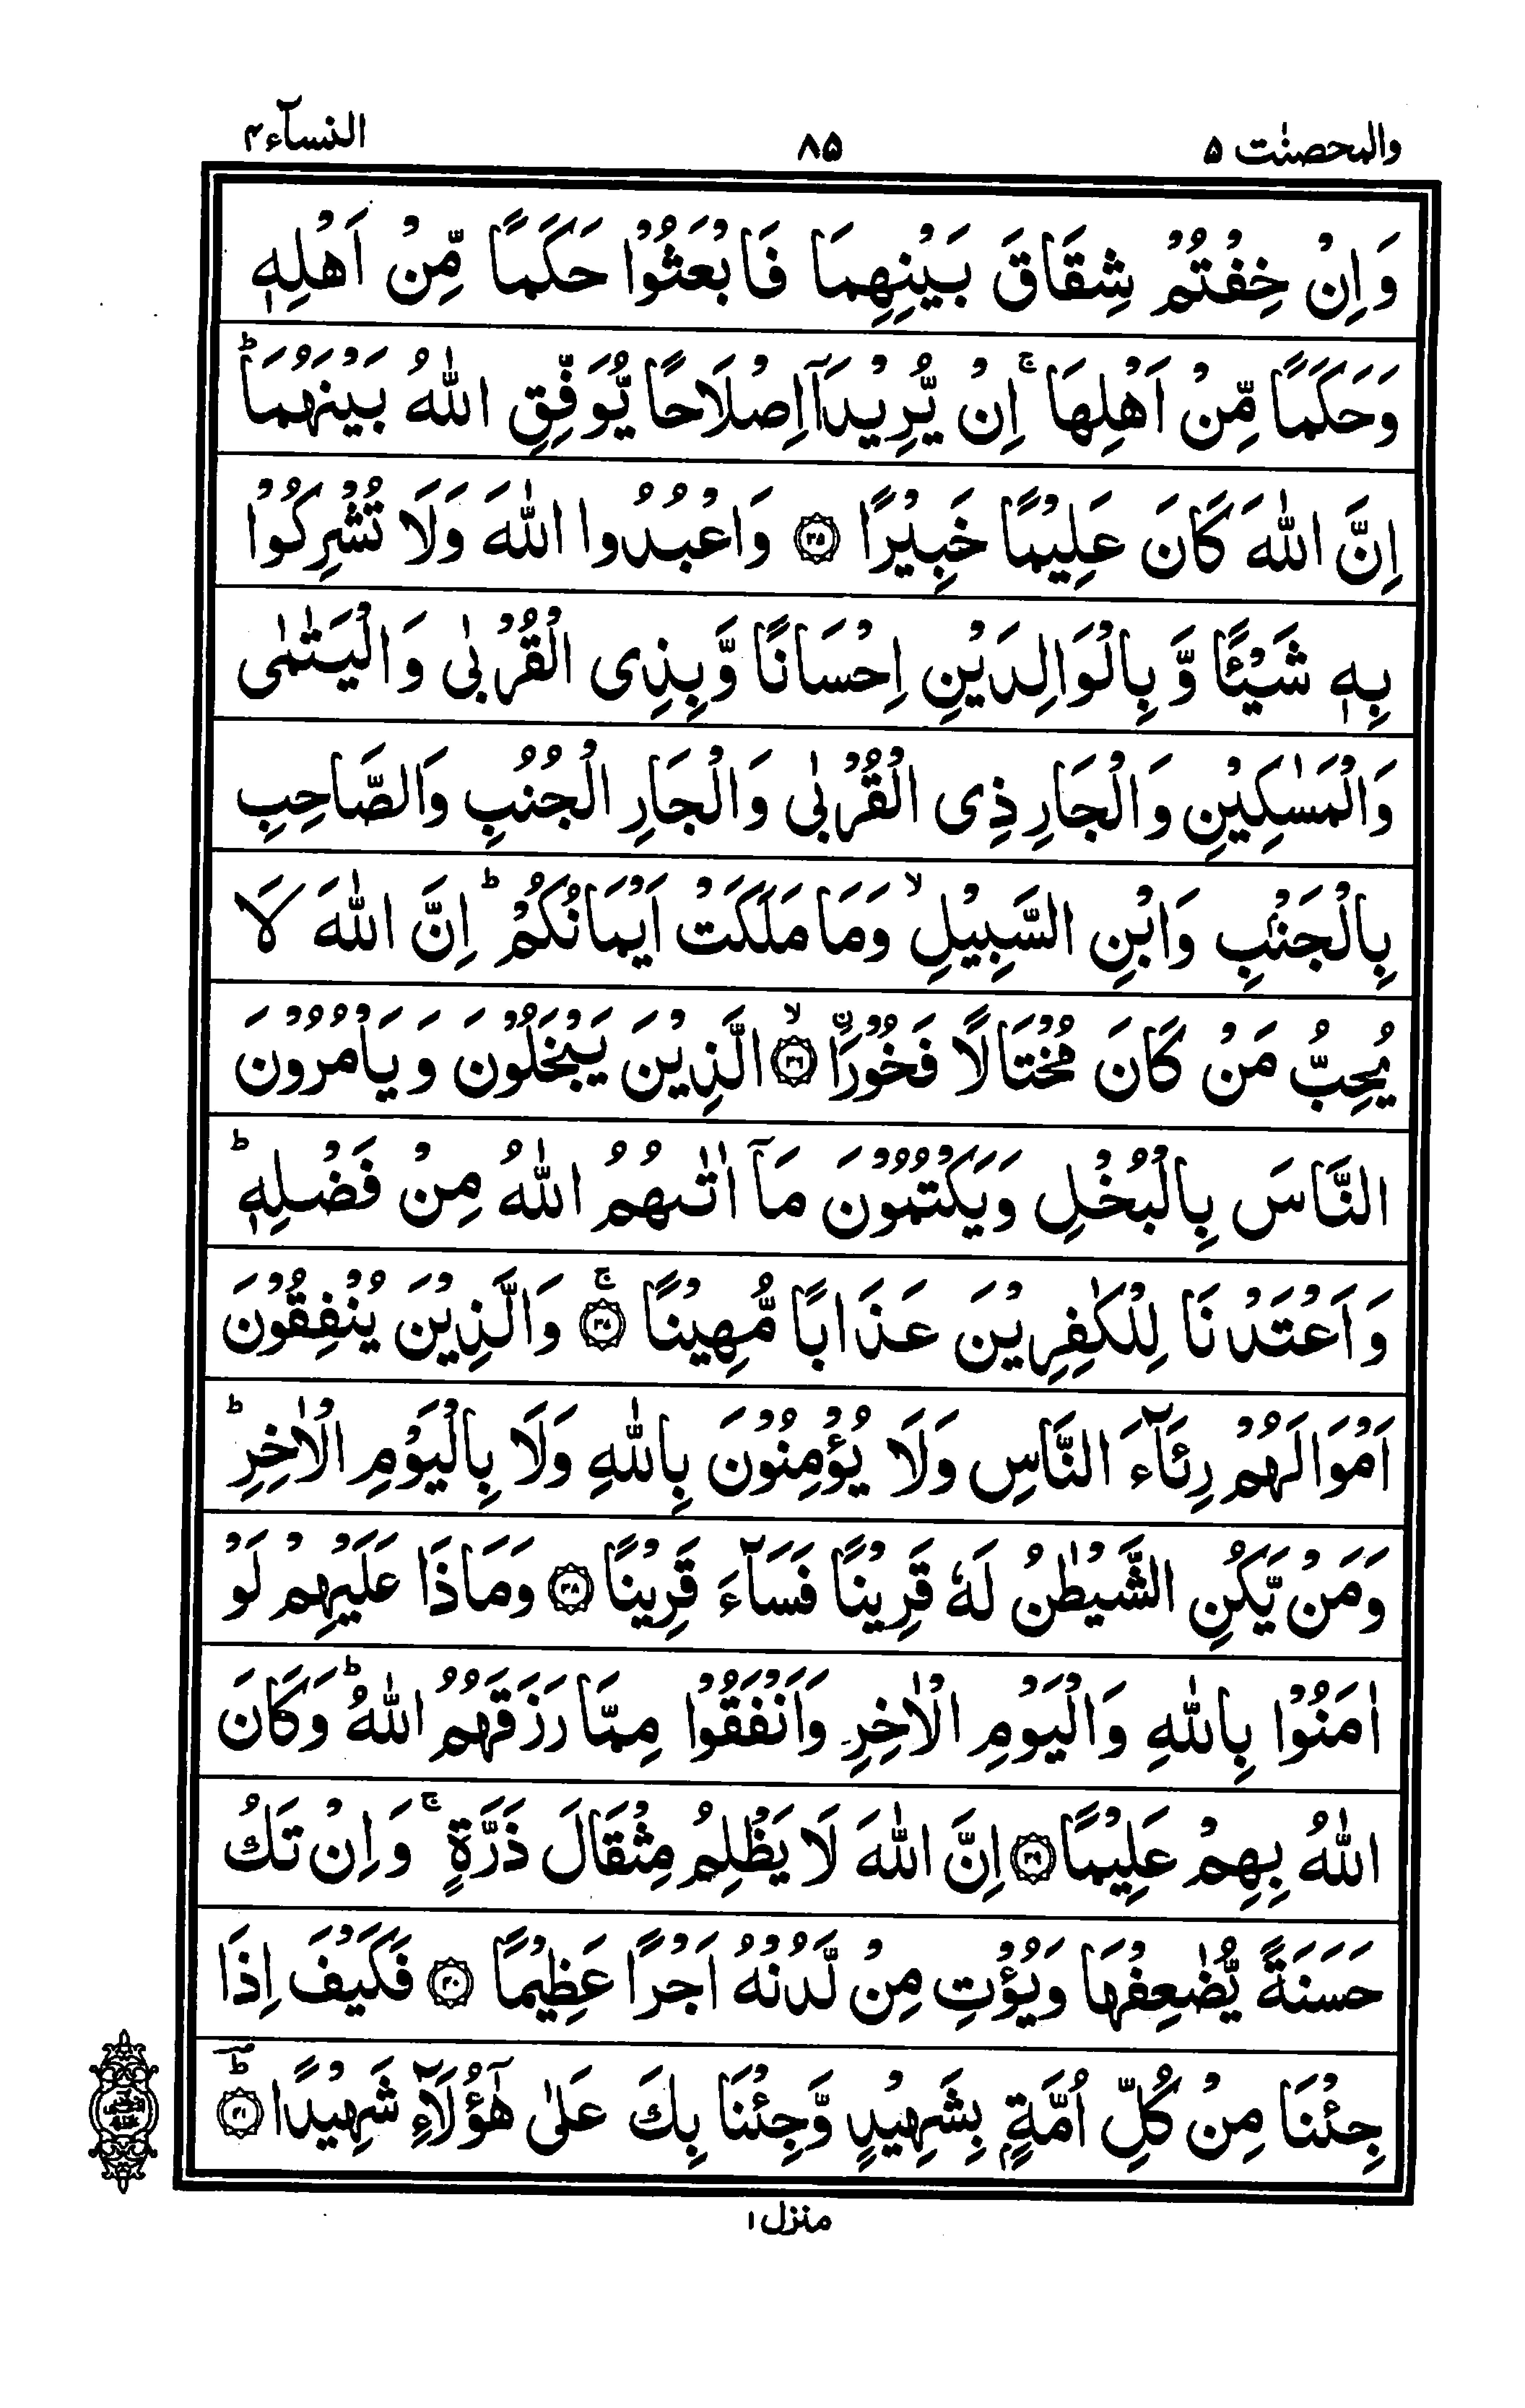 والمحصنٰت ۵ ۸۵ النسآء ۴
وَاِنْ خِفْتُمْ شِقَاقَ بَيْنِهِمَا فَابْعَثُوْا حَكَمًا مِّنْ اَهْلِهٖ
وَحَكَمًا مِّنْ اَهْلِهَا ۚ اِنْ يُّرِيْدَاۤ اِصْلَاحًا يُّوَفِّقِ اللّٰهُ بَيْنَهُمَا ؕ
اِنَّ اللّٰهَ كَانَ عَلِيْمًا خَبِيْرًا ۝۳۵ وَاعْبُدُوا اللّٰهَ وَلَا تُشْرِكُوْا
بِهٖ شَيْـًٔا وَّ بِالْوَالِدَيْنِ اِحْسَانًا وَّبِذِى الْقُرْبٰى وَالْيَتٰمٰى
وَالْمَسٰكِيْنِ وَالْجَارِ ذِى الْقُرْبٰى وَالْجَارِ الْجُنُبِ وَالصَّاحِبِ
بِالْجَنْۢبِ وَابْنِ السَّبِيْلِ ۙ وَمَا مَلَكَتْ اَيْمَانُكُمْ ؕ اِنَّ اللّٰهَ لَا
يُحِبُّ مَنْ كَانَ مُخْتَالًا فَخُوْرًا ۝۳۶ ۙ الَّذِيْنَ يَبْخَلُوْنَ وَيَاْمُرُوْنَ
النَّاسَ بِالْبُخْلِ وَيَكْتُمُوْنَ مَاۤ اٰتٰىهُمُ اللّٰهُ مِنْ فَضْلِهٖ ؕ
وَاَعْتَدْنَا لِلْكٰفِرِيْنَ عَذَابًا مُّهِيْنًا ۝۳۷ ۚ وَالَّذِيْنَ يُنْفِقُوْنَ
اَمْوَالَهُمْ رِئَآءَ النَّاسِ وَلَا يُؤْمِنُوْنَ بِاللّٰهِ وَلَا بِالْيَوْمِ الْاٰخِرِ ؕ
وَمَنْ يَّكُنِ الشَّيْطٰنُ لَهٗ قَرِيْنًا فَسَآءَ قَرِيْنًا ۝۳۸ وَمَاذَا عَلَيْهِمْ لَوْ
اٰمَنُوْا بِاللّٰهِ وَالْيَوْمِ الْاٰخِرِ وَاَنْفَقُوْا مِمَّا رَزَقَهُمُ اللّٰهُ ؕ وَكَانَ
اللّٰهُ بِهِمْ عَلِيْمًا ۝۳۹ اِنَّ اللّٰهَ لَا يَظْلِمُ مِثْقَالَ ذَرَّةٍ ۚ وَاِنْ تَكُ
حَسَنَةً يُّضٰعِفْهَا وَيُؤْتِ مِنْ لَّدُنْهُ اَجْرًا عَظِيْمًا ۝۴۰ فَكَيْفَ اِذَا
جِئْنَا مِنْ كُلِّ اُمَّةٍۭ بِشَهِيْدٍ وَّجِئْنَا بِكَ عَلٰى هٰۤؤُلَآءِ شَهِيْدًا ۝۴۱ ؕ
منزل ۱